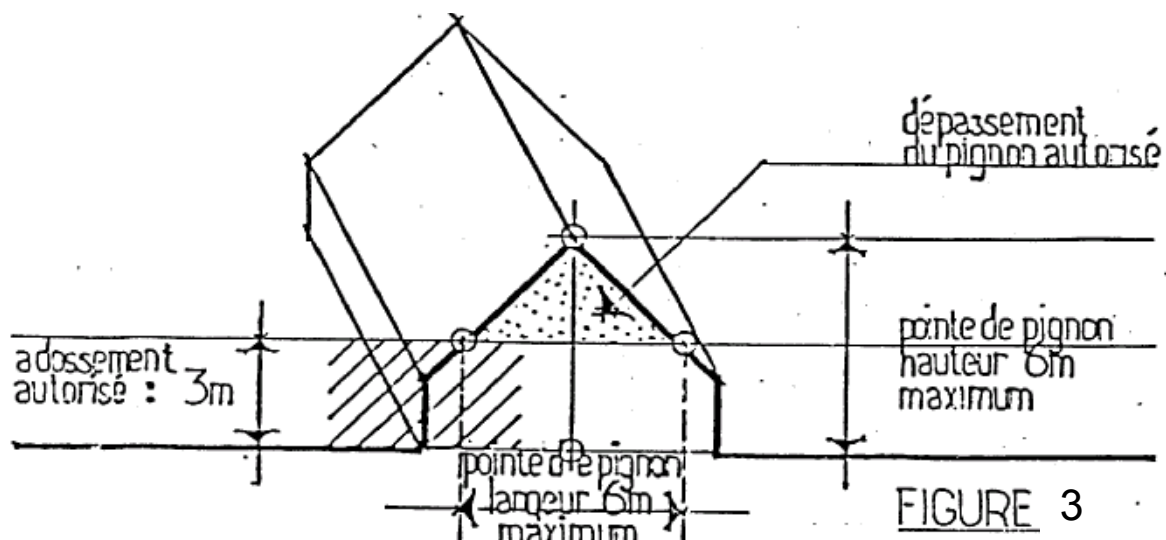 dépassement
du pignon autorisé
adossement
autorisé : 3m
pointe de pignon
hauteur 6m
maximum
pointe de pignon
largeur 6m
maximum
FIGURE 3